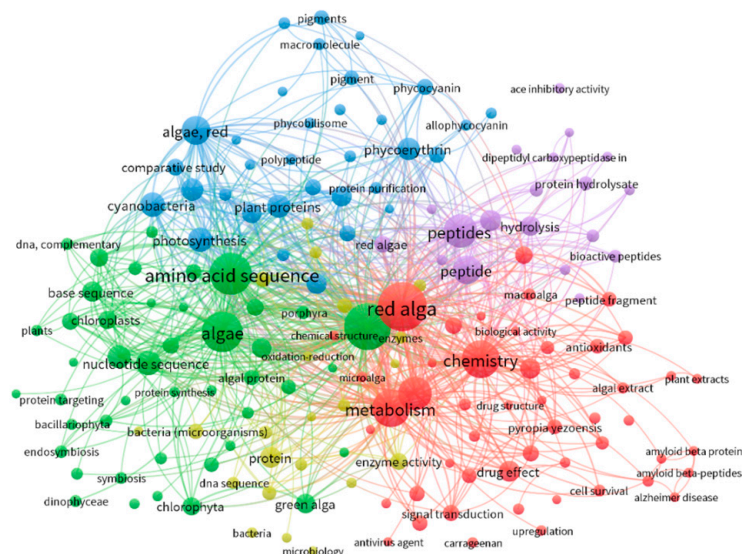 pigments
macromolecule
pigment
phycocyanin
ace inhibitory activity
algae, red
phycobilisome
allophycocyanin
phycoerythrin
comparative study
polypeptide
dipeptidyl carboxypeptidase in
protein purification
protein hydrolysate
cyanobacteria
plant proteins
peptides
hydrolysis
dna, complementary
photosynthesis
red algae
bioactive peptides
amino acid sequence
peptide
base sequence
macroalga
peptide fragment
plants
chloroplasts
porphyra
red alga
algae
chemical structure
enzymes
biological activity
nucleotide sequence
oxidation-reduction
chemistry
antioxidants
algal protein
microalga
plant extracts
protein targeting
protein synthesis
algal extract
bacillariophyta
metabolism
drug structure
bacteria (microorganisms)
pyropia yezoensis
endosymbiosis
protein
enzyme activity
amyloid beta protein
symbiosis
dna sequence
drug effect
amyloid beta-peptides
dinophyceae
chlorophyta
green alga
cell survival
alzheimer disease
signal transduction
bacteria
antivirus agent
carrageenan
upregulation
microbiology